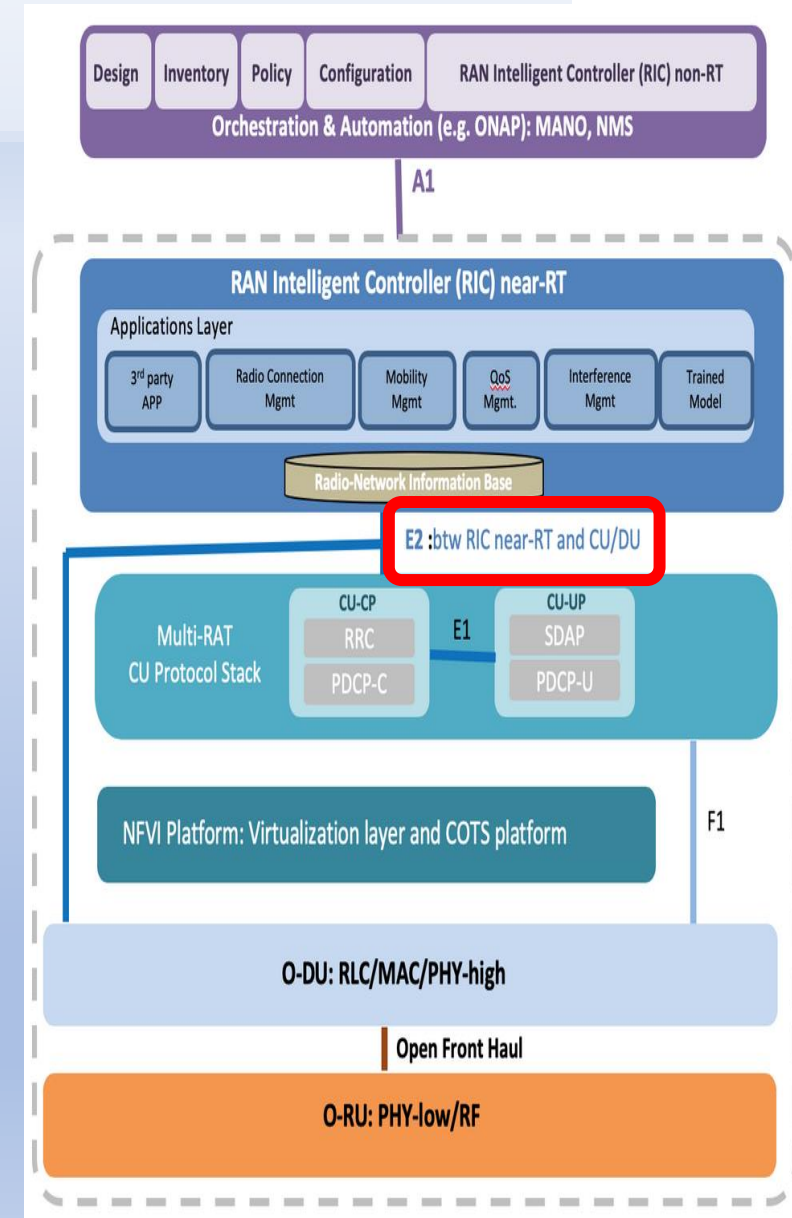 Design Inventory Policy Configuration RAN Intelligent Controller (RIC) non-RT
Orchestration & Automation (e.g. ONAP): MANO, NMS
A1
RAN Intelligent Controller (RIC) near-RT
Applications Layer
3rd party
APP
Radio Connection
Mgmt
Mobility
Mgmt
QoS
Mgmt.
Interference
Mgmt
Trained
Model
Radio-Network Information Base
E2 :btw RIC near-RT and CU/DU
Multi-RAT
CU Protocol Stack
CU-CP
RRC
PDCP-C
E1
CU-UP
SDAP
PDCP-U
NFVI Platform: Virtualization layer and COTS platform
F1
O-DU: RLC/MAC/PHY-high
Open Front Haul
O-RU: PHY-low/RF